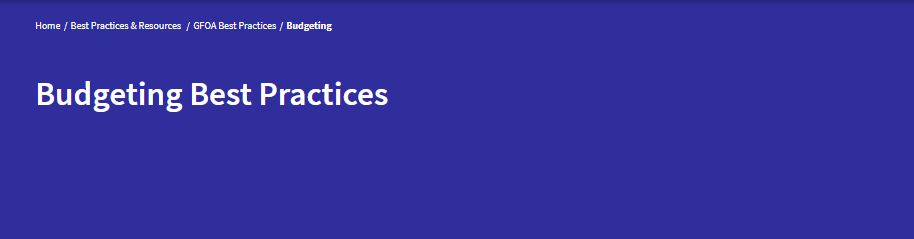 Home / Best Practices & Resources / GFOA Best Practices / Budgeting
Budgeting Best Practices